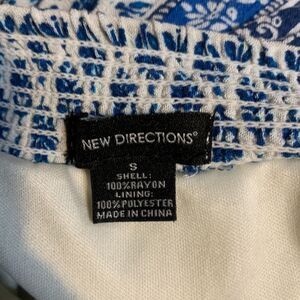 NEW DIRECTIONS®
S
SHELL:
100%RAYON
LINING:
100%POLYESTER
MADE IN CHINA